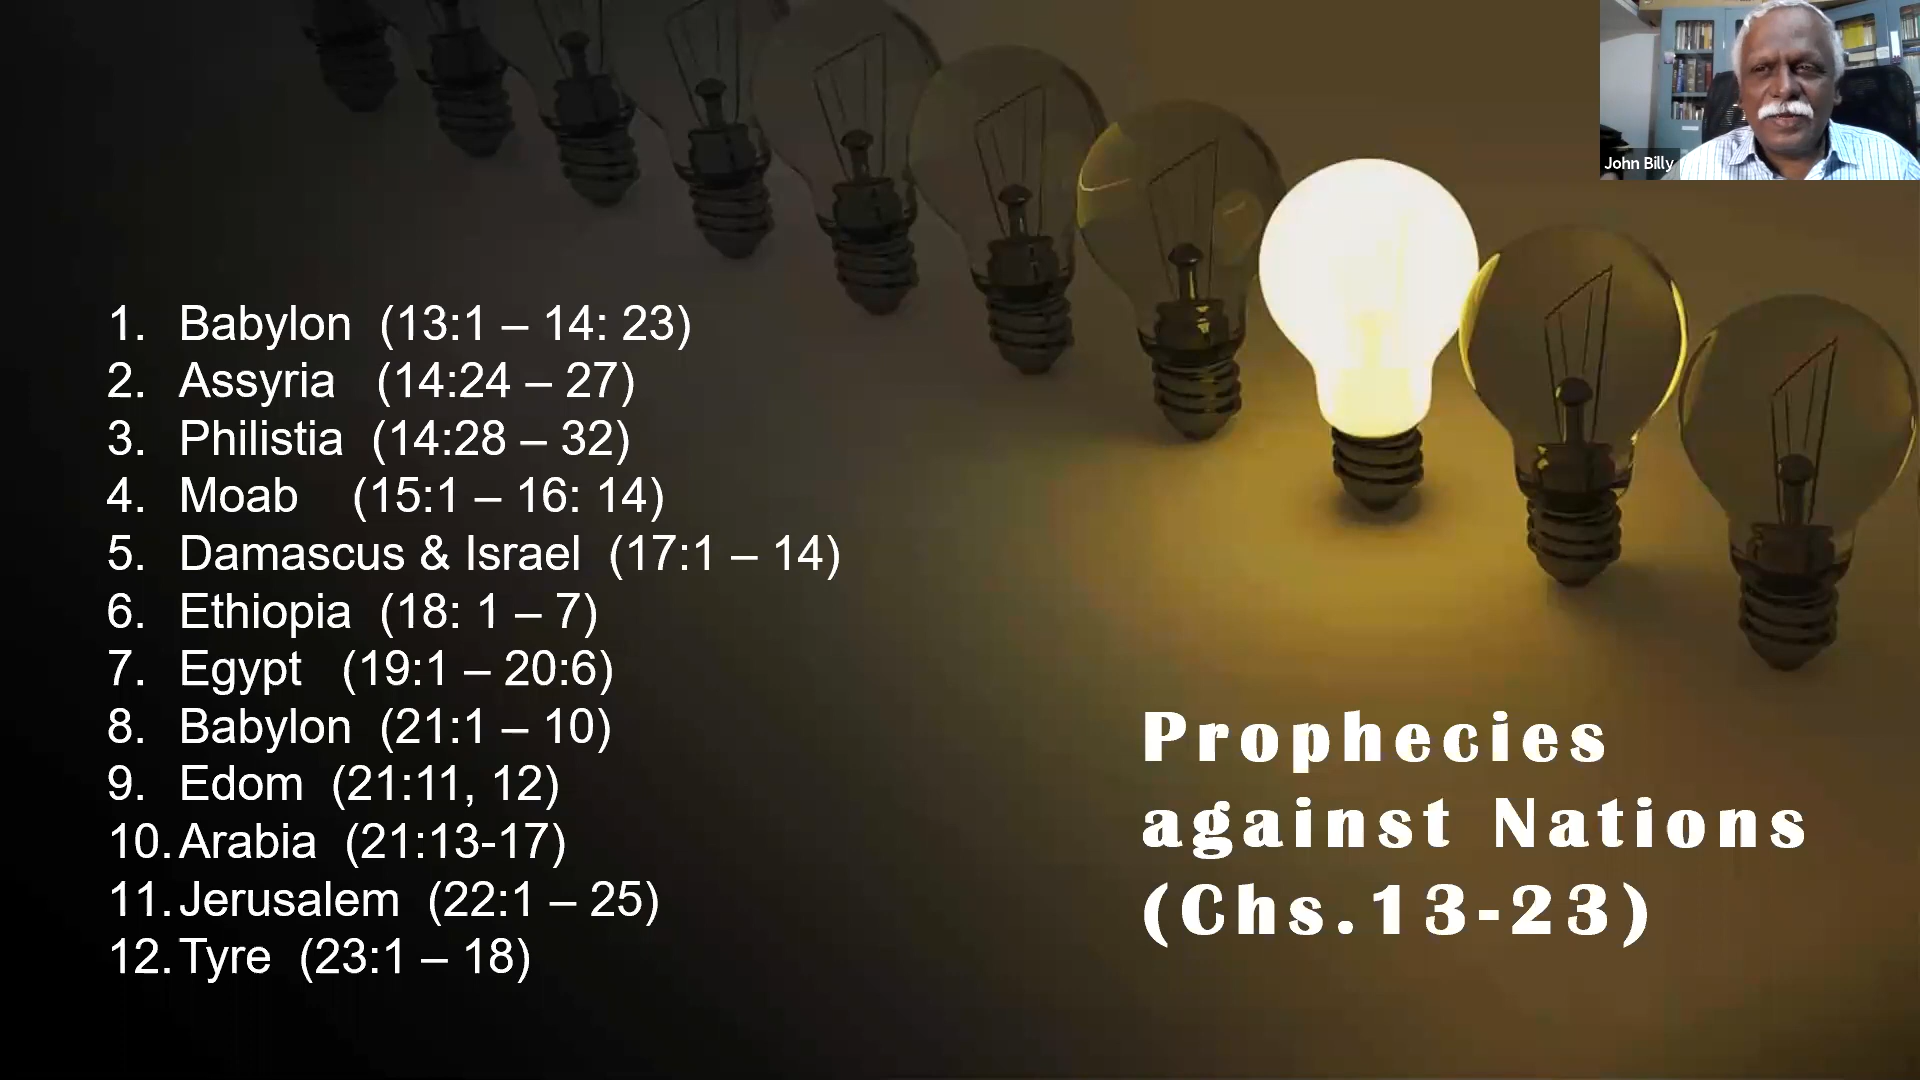 John Billy
1. Babylon (13:1 – 14: 23)
2. Assyria (14:24 – 27)
3. Philistia (14:28 – 32)
4. Moab (15:1 – 16: 14)
5. Damascus & Israel (17:1 – 14)
6. Ethiopia (18: 1 – 7)
7. Egypt (19:1 – 20:6)
8. Babylon (21:1 – 10)
9. Edom (21:11, 12)
10. Arabia (21:13-17)
11. Jerusalem (22:1 – 25)
12. Tyre (23:1 – 18)
Prophecies
against Nations
(Chs.13-23)